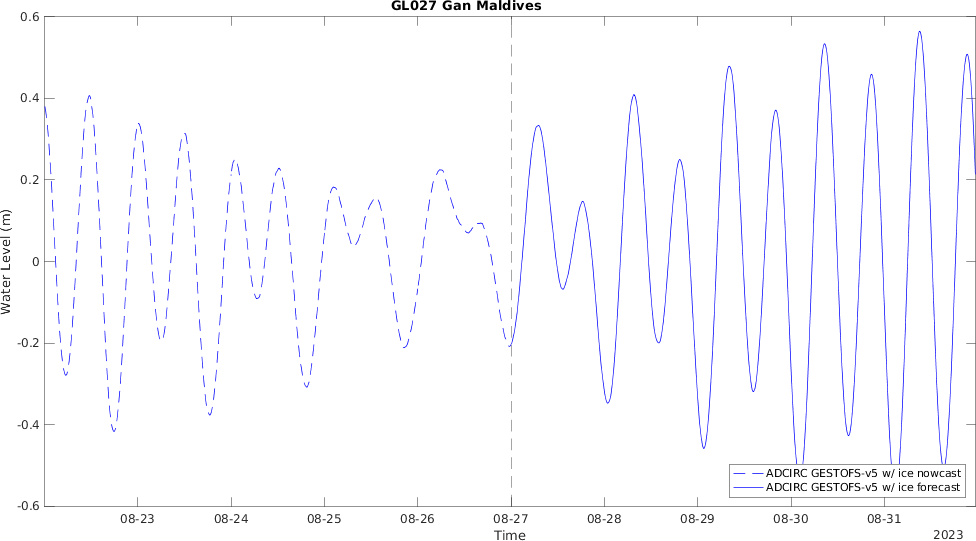 GL027 Gan Maldives
0.6
0.4
0.2
0
-0.2
-0.4
-0.6
Water Level (m)
ADCIRC GESTOFS-v5 w/ ice nowcast
ADCIRC GESTOFS-v5 w/ ice forecast
08-23 08-24 08-25 08-26 08-27 08-28 08-29 08-30 08-31
Time
2023